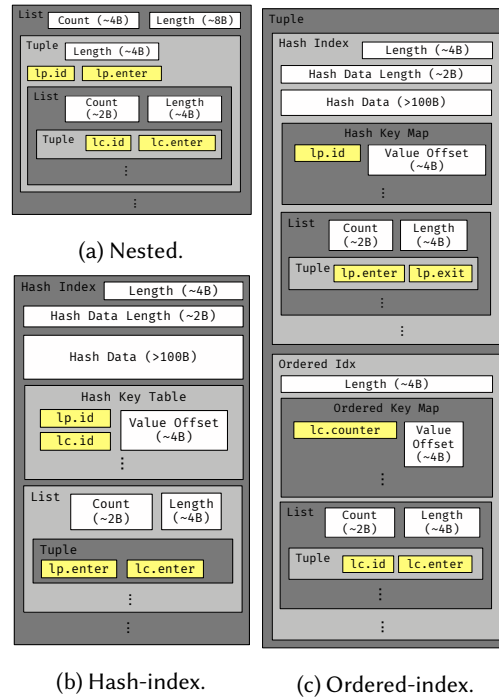 List
Count (~4B)
Length (~8B)
Tuple
Length (~4B)
lp.id
lp.enter
List
Count
(~2B)
Length
(~4B)
Tuple
lc.id
lc.enter
⋮
⋮
(a) Nested.
Hash Index
Length (~4B)
Hash Data Length (~2B)
Hash Data (>100B)
Hash Key Table
lp.id
lc.id
Value Offset
(~4B)
⋮
List
Count
(~2B)
Length
(~4B)
Tuple
lp.enter
lc.enter
⋮
⋮
(b) Hash-index.
Tuple
Hash Index
Length (~4B)
Hash Data Length (~2B)
Hash Data (>100B)
Hash Key Map
lp.id
Value Offset
(~4B)
⋮
List
Count
(~2B)
Length
(~4B)
Tuple
lp.enter
lp.exit
⋮
⋮
Ordered Idx
Length (~4B)
Ordered Key Map
lc.counter
Value
Offset
(~4B)
⋮
List
Count
(~2B)
Length
(~4B)
Tuple
lc.id
lc.enter
⋮
⋮
(c) Ordered-index.